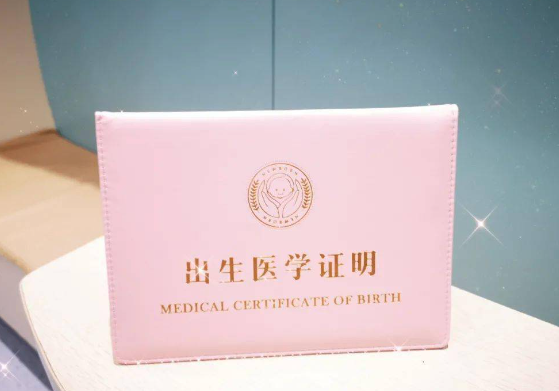 出生医学证明
MEDICAL CERTIFICATE OF BIRTH